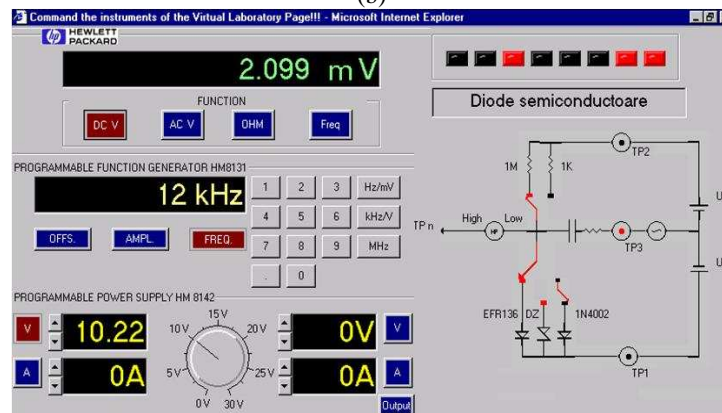 (b)
Command the instruments of the Virtual Laboratory Page!!! - Microsoft Internet Explorer
hp HEWLETT
PACKARD
2.099 mV
FUNCTION
DC V AC V OHM Freq
Diode semiconductoare
PROGRAMMABLE FUNCTION GENERATOR HM8131
12 kHz
1 2 3 Hz/mV
4 5 6 kHz/V
7 8 9 MHz
. 0
OFFS. AMPL. FREQ.
PROGRAMMABLE POWER SUPPLY HM 8142
V 10.22
A 0A
15V
10V 20V
5V 25V
0V 30V
0V V
0A A
Output
TP2
1M 1K
U
TP n High HP Low
TP3
U
EFR136 DZ 1N4002
TP1